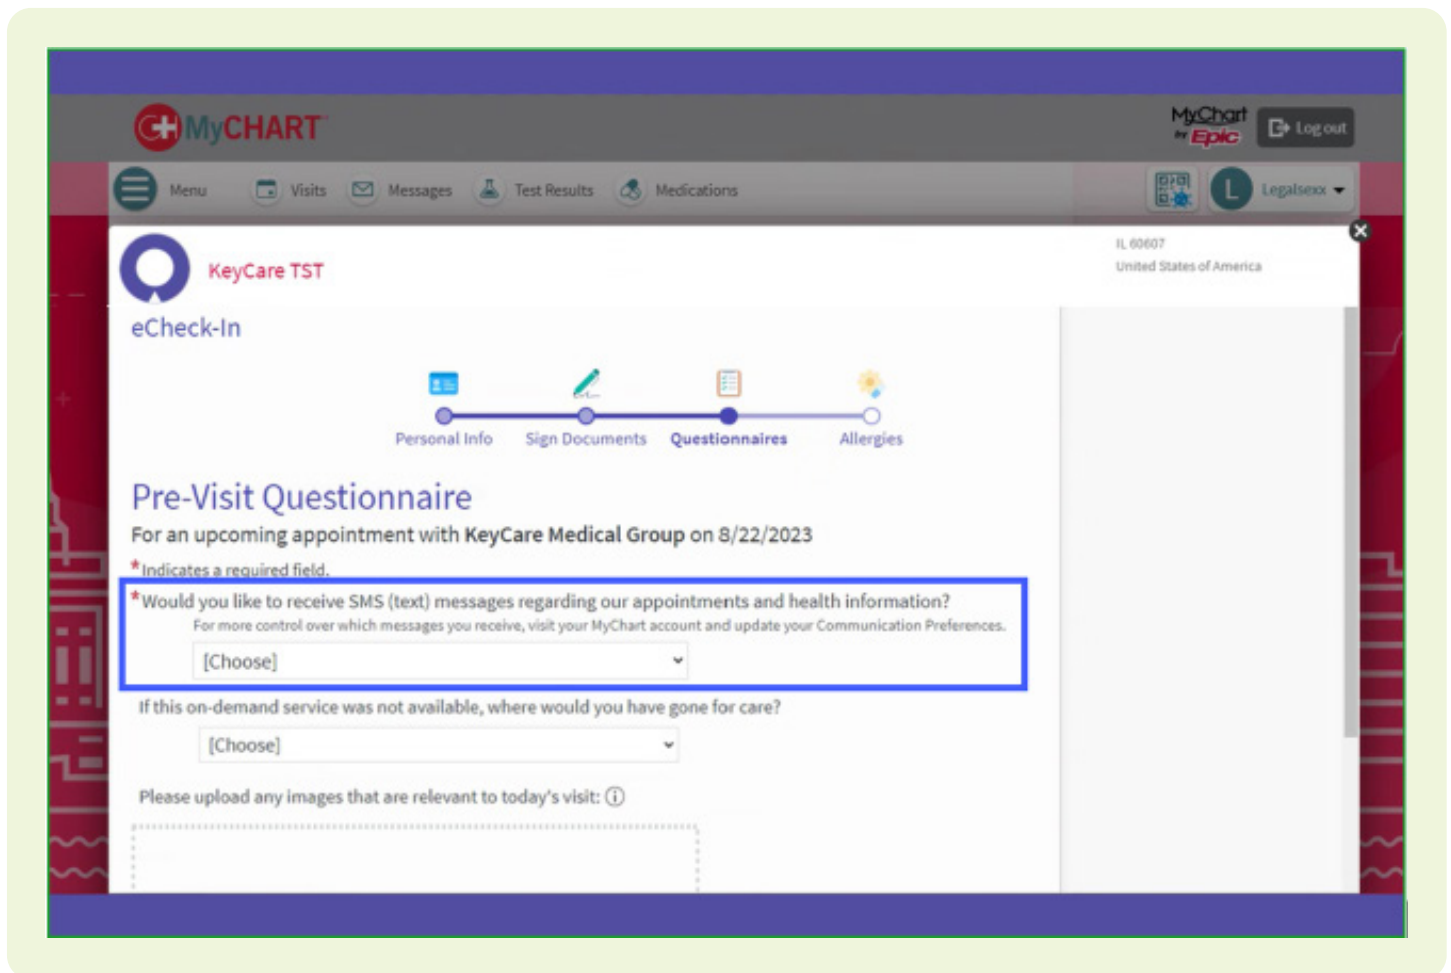 MyCHART
MyChart
by Epic
Log out
Menu
Visits
Messages
Test Results
Medications
L
Legalsexx
KeyCare TST
IL 60607
United States of America
eCheck-In
Personal Info
Sign Documents
Questionnaires
Allergies
Pre-Visit Questionnaire
For an upcoming appointment with KeyCare Medical Group on 8/22/2023
*Indicates a required field.
*Would you like to receive SMS (text) messages regarding our appointments and health information?
For more control over which messages you receive, visit your MyChart account and update your Communication Preferences.
[Choose]
If this on-demand service was not available, where would you have gone for care?
[Choose]
Please upload any images that are relevant to today's visit: